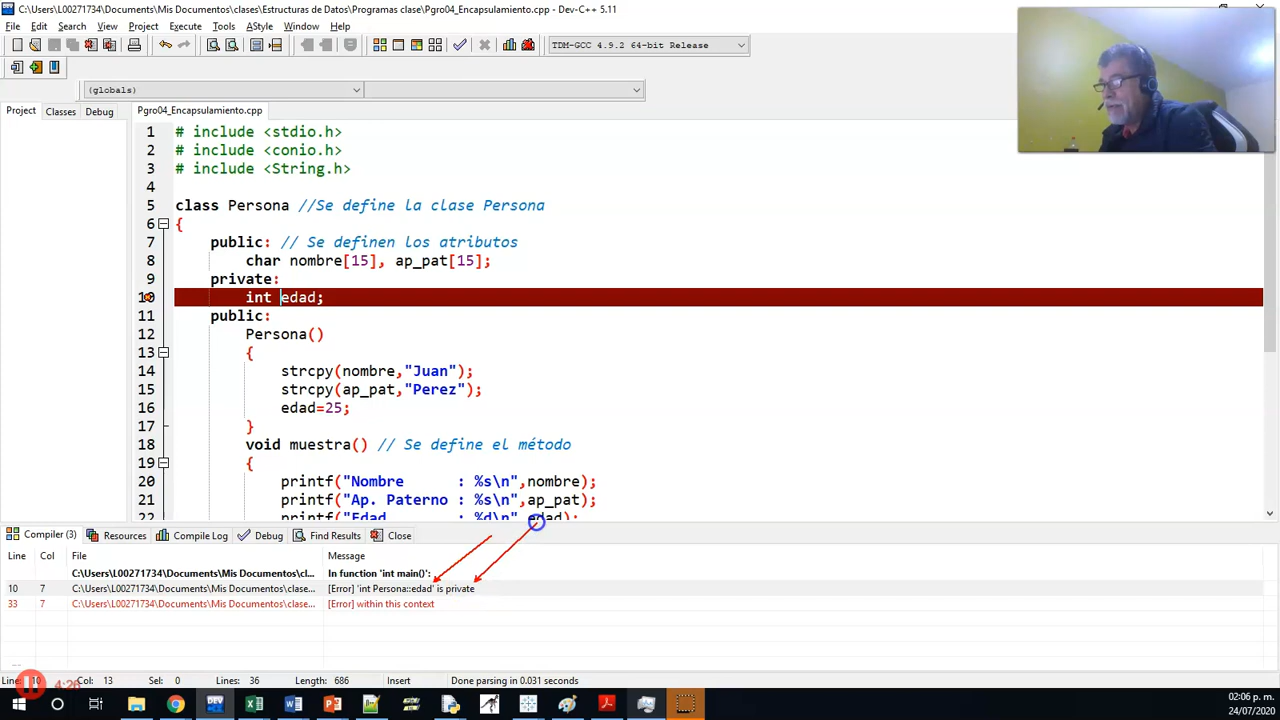 C:\Users\L00271734\Documents\Mis Documentos\clases\Estructuras de Datos\Programas clase\Pgro04_Encapsulamiento.cpp - Dev-C++ 5.11
File Edit Search View Project Execute Tools AStyle Window Help
TDM-GCC 4.9.2 64-bit Release
(globals)
Project Classes Debug Pgro04_Encapsulamiento.cpp
1 # include <stdio.h>
2 # include <conio.h>
3 # include <String.h>
4
5 class Persona //Se define la clase Persona
6 {
7 public: // Se definen los atributos
8 char nombre[15], ap_pat[15];
9 private:
10 int edad;
11 public:
12 Persona()
13 {
14 strcpy(nombre,"Juan");
15 strcpy(ap_pat,"Perez");
16 edad=25;
17 }
18 void muestra() // Se define el método
19 {
20 printf("Nombre : %s\n",nombre);
21 printf("Ap. Paterno : %s\n",ap_pat);
22 printf("Edad : %d\n",edad);
Compiler (3) Resources Compile Log Debug Find Results Close
Line Col File Message
C:\Users\L00271734\Documents\Mis Documentos\cl... In function 'int main()':
10 7 C:\Users\L00271734\Documents\Mis Documentos\clase... [Error] 'int Persona::edad' is private
33 7 C:\Users\L00271734\Documents\Mis Documentos\clase... [Error] within this context
4:26
10 Col: 13 Sel: 0 Lines: 36 Length: 686 Insert Done parsing in 0.031 seconds
DEV
02:06 p. m.
24/07/2020